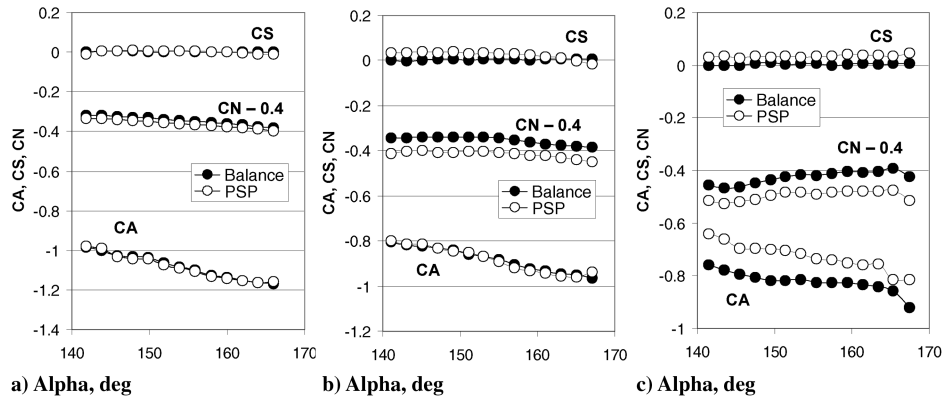 CA, CS, CN
0.2
0
-0.2
-0.4
-0.6
-0.8
-1
-1.2
-1.4
140
150
160
170
CS
CN – 0.4
Balance
PSP
CA
a) Alpha, deg
CA, CS, CN
0.2
0
-0.2
-0.4
-0.6
-0.8
-1
-1.2
140
150
160
170
CS
CN – 0.4
Balance
PSP
CA
b) Alpha, deg
CA, CS, CN
0.2
0
-0.2
-0.4
-0.6
-0.8
-1
140
150
160
170
CS
Balance
PSP
CN – 0.4
CA
c) Alpha, deg